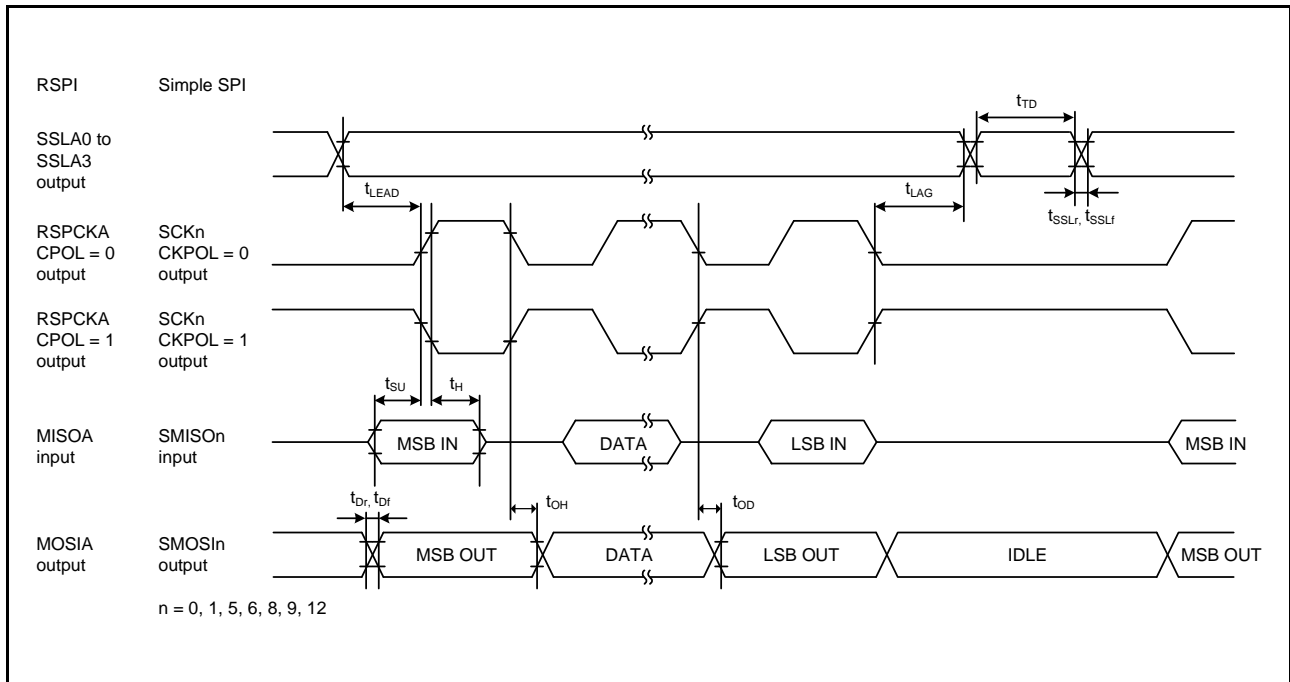 RSPI Simple SPI
tTD
SSLA0 to
SSLA3
output
tLEAD
tLAG
tSSLr, tSSLf
RSPCKA SCKn
CPOL = 0 CKPOL = 0
output output
RSPCKA SCKn
CPOL = 1 CKPOL = 1
output output
tSU tH
MISOA SMISOn
input input
MSB IN DATA LSB IN MSB IN
tDr, tDf
tOH tOD
MOSIA SMOSIn
output output
MSB OUT DATA LSB OUT IDLE MSB OUT
n = 0, 1, 5, 6, 8, 9, 12